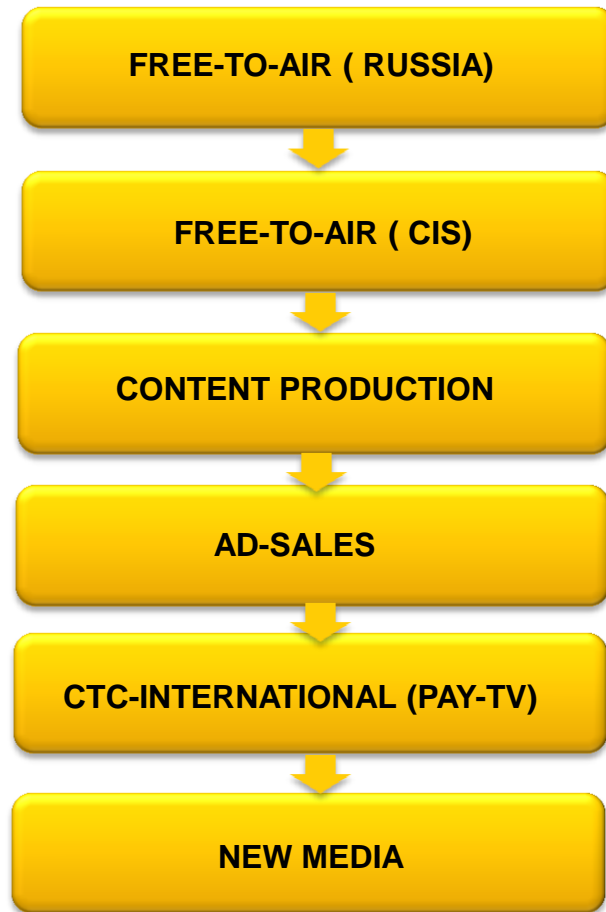 FREE-TO-AIR ( RUSSIA)
FREE-TO-AIR ( CIS)
CONTENT PRODUCTION
AD-SALES
CTC-INTERNATIONAL (PAY-TV)
NEW MEDIA